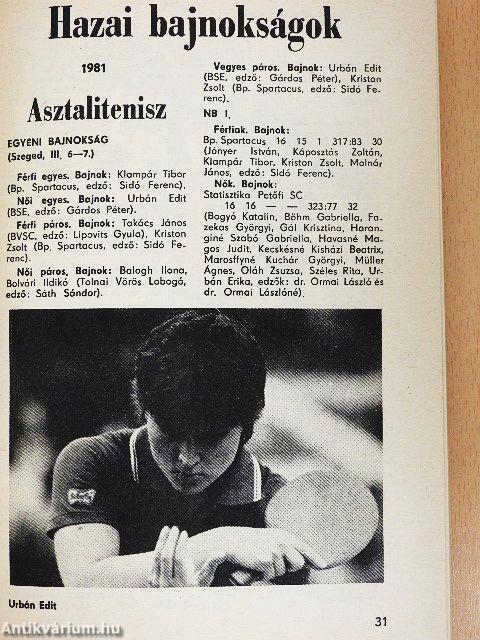 Hazai bajnokságok
1981
Asztalitenisz
EGYÉNI BAJNOKSÁG
(Szeged, III. 6—7.)
Férfi egyes. Bajnok: Klampár Tibor
(Bp. Spartacus, edző: Sidó Ferenc).
Női egyes. Bajnok: Urbán Edit
(BSE, edző: Gárdos Péter).
Férfi páros. Bajnok: Takács János
(BVSC, edző: Lipovits Gyula), Kriston
Zsolt (Bp. Spartacus, edző: Sidó Fe-
renc).
Női páros. Bajnok: Balogh Ilona,
Bolvári Ildikó (Tolnai Vörös Lobogó,
edző: Sáth Sándor).
Vegyes páros. Bajnok: Urbán Edit
(BSE, edző: Gárdos Péter), Kriston
Zsolt (Bp. Spartacus, edző: Sidó Fe-
renc).
NB I.
Férfiak. Bajnok:
Bp. Spartacus 16 15 1 317:83 30
(Jónyer István, Káposztás Zoltán,
Klampár Tibor, Kriston Zsolt, Molnár
János, edző: Sidó Ferenc).
Nők. Bajnok:
Statisztika Petőfi SC
16 16 — — 323:77 32
(Bogyó Katalin, Böhm Gabriella, Fa-
zekas Györgyi, Gál Krisztina, Haran-
giné Szabó Gabriella, Havasné Ma-
gos Judit, Kecskésné Kisházi Beatrix,
Marosffyné Kuchár Györgyi, Müller
Ágnes, Oláh Zsuzsa, Széles Rita, Ur-
bán Erika, edzők: dr. Ormai László és
dr. Ormai Lászlóné).
Urbán Edit
31
Antikvárium.hu